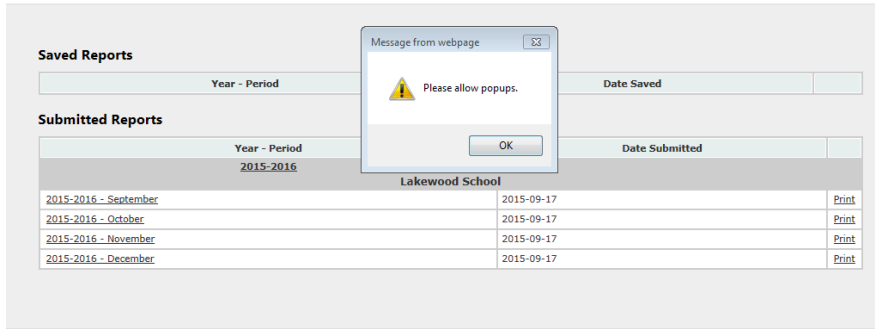 Message from webpage
Please allow popups.
OK
Saved Reports
Year - Period Date Saved
Submitted Reports
Year - Period Date Submitted
2015-2016
Lakewood School
2015-2016 - September 2015-09-17 Print
2015-2016 - October 2015-09-17 Print
2015-2016 - November 2015-09-17 Print
2015-2016 - December 2015-09-17 Print